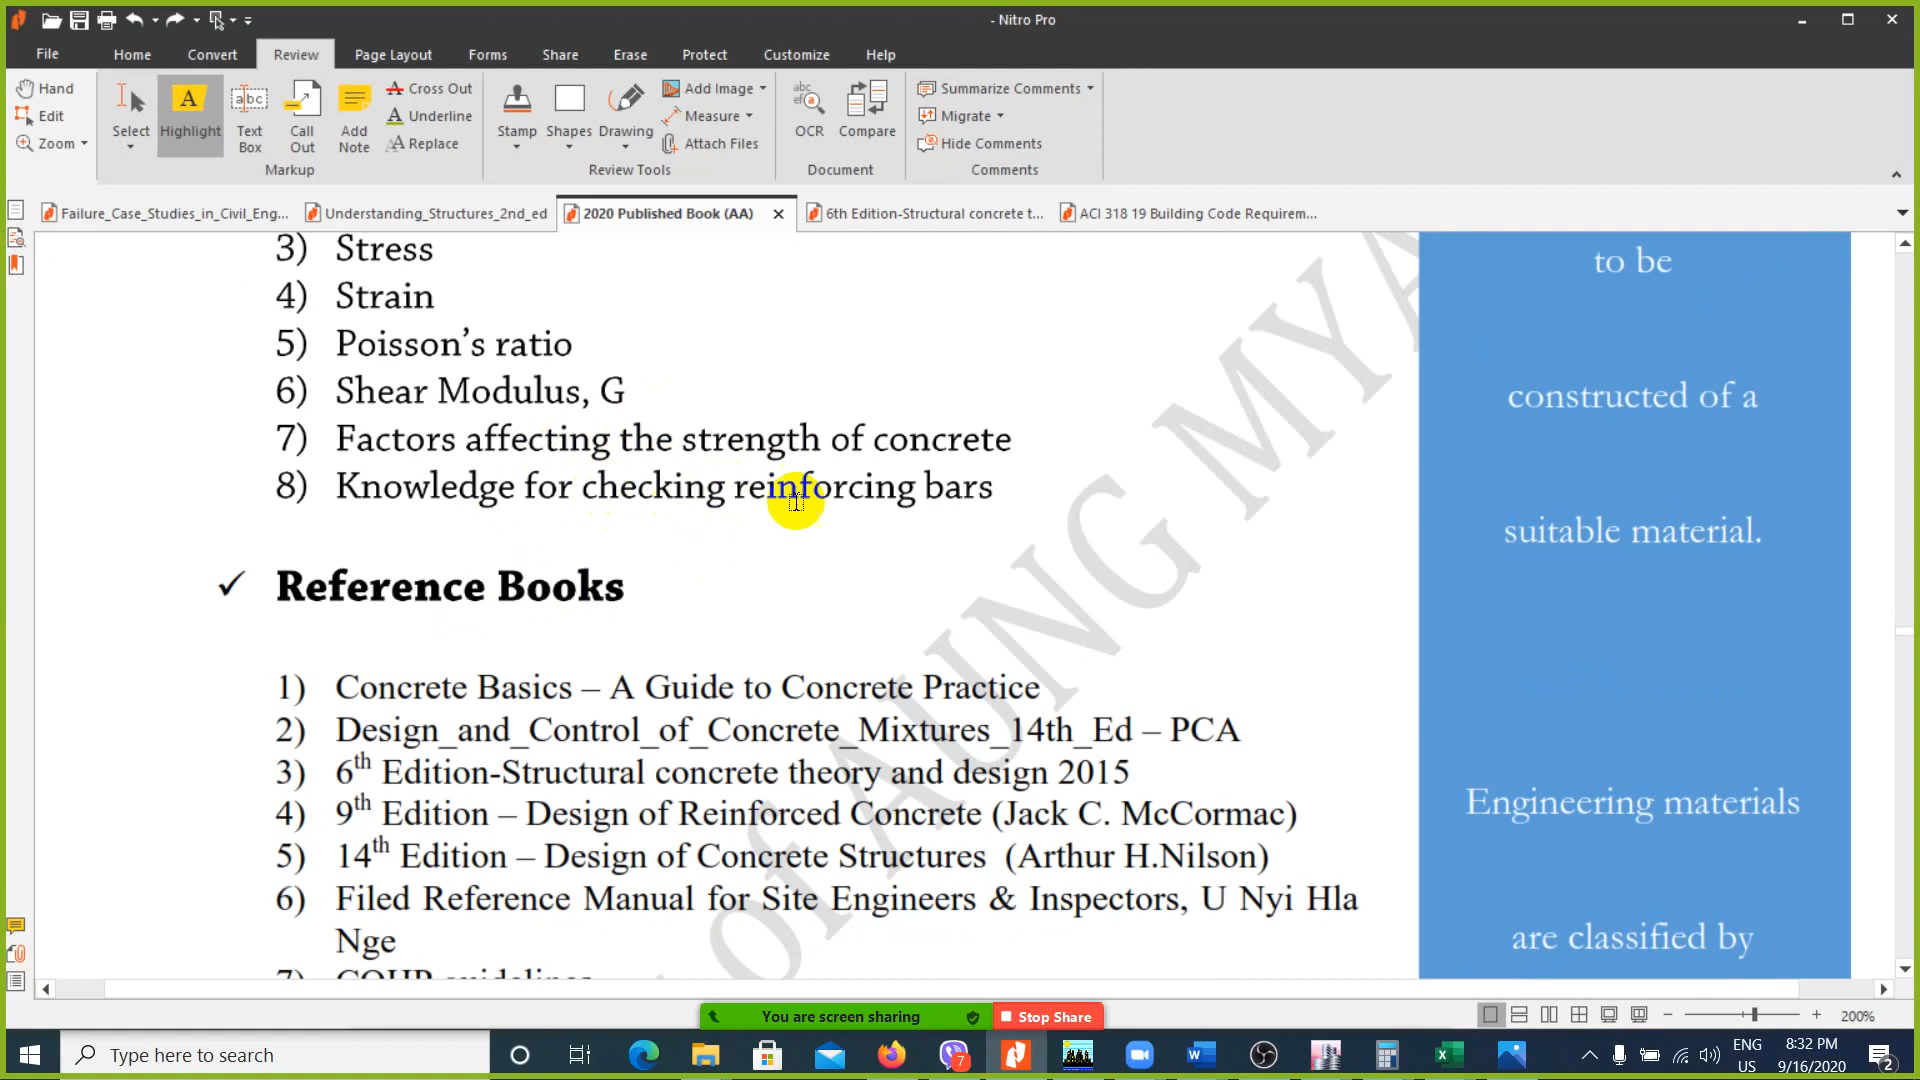 - Nitro Pro
File
Home
Convert
Review
Page Layout
Forms
Share
Erase
Protect
Customize
Help
Hand
Edit
Zoom
Select
Highlight
Text
Box
Call
Out
Add
Note
Cross Out
Underline
Replace
Markup
Stamp
Shapes
Drawing
Add Image
Measure
Attach Files
Review Tools
OCR
Compare
Document
Summarize Comments
Migrate
Hide Comments
Comments
Failure_Case_Studies_in_Civil_Eng...
Understanding_Structures_2nd_ed
2020 Published Book (AA)
6th Edition-Structural concrete t...
ACI 318 19 Building Code Requirem...
3) Stress
4) Strain
5) Poisson’s ratio
6) Shear Modulus, G
7) Factors affecting the strength of concrete
8) Knowledge for checking reinforcing bars
✓ Reference Books
1) Concrete Basics – A Guide to Concrete Practice
2) Design_and_Control_of_Concrete_Mixtures_14th_Ed – PCA
3) 6th Edition-Structural concrete theory and design 2015
4) 9th Edition – Design of Reinforced Concrete (Jack C. McCormac)
5) 14th Edition – Design of Concrete Structures (Arthur H.Nilson)
6) Filed Reference Manual for Site Engineers & Inspectors, U Nyi Hla
Nge
of AUNG MYA
to be
constructed of a
suitable material.
Engineering materials
are classified by
You are screen sharing
Stop Share
200%
Type here to search
7
ENG
US
8:32 PM
9/16/2020
2